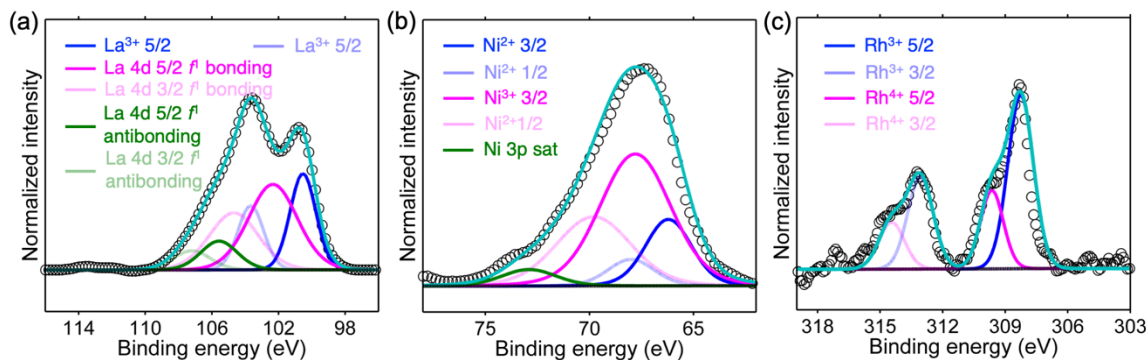 (a)
Normalized intensity
La³⁺ 5/2
La³⁺ 5/2
La 4d 5/2 f¹ bonding
La 4d 3/2 f¹ bonding
La 4d 5/2 f¹
antibonding
La 4d 3/2 f¹
antibonding
116 110 104 102 98
Binding energy (eV)
(b)
Normalized intensity
Ni²⁺ 3/2
Ni²⁺ 1/2
Ni³⁺ 3/2
Ni²⁺1/2
Ni 3p sat
75 70 65
Binding energy (eV)
(c)
Normalized intensity
Rh³⁺ 5/2
Rh³⁺ 3/2
Rh⁴⁺ 5/2
Rh⁴⁺ 3/2
318 315 312 309 306 303
Binding energy (eV)